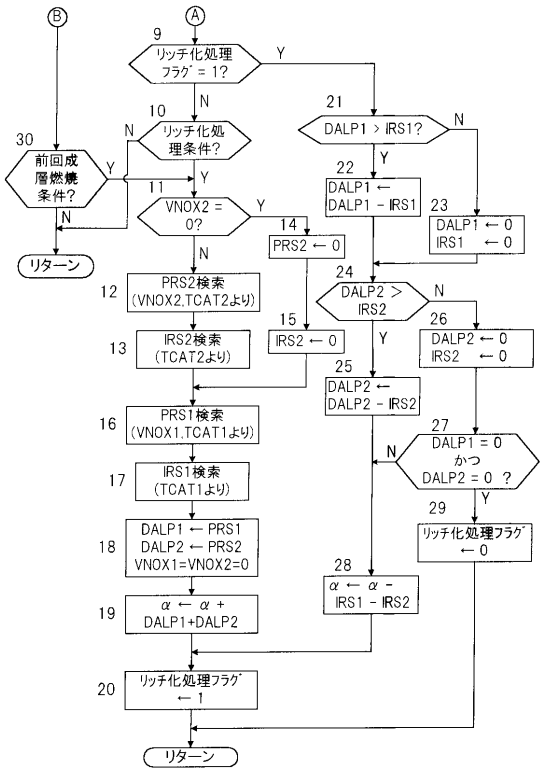 B
A
9
リッチ化処理
フラグ = 1?
Y
N
10
リッチ化処
理条件?
N
Y
30
前回成
層燃焼
条件?
Y
N
リターン
11
VNOX2 =
0?
Y
N
14
PRS2 ← 0
12
PRS2検索
(VNOX2,TCAT2より)
15
IRS2 ← 0
13
IRS2検索
(TCAT2より)
16
PRS1検索
(VNOX1,TCAT1より)
17
IRS1検索
(TCAT1より)
18
DALP1 ← PRS1
DALP2 ← PRS2
VNOX1=VNOX2=0
19
α ← α +
DALP1+DALP2
20
リッチ化処理フラグ
← 1
リターン
21
DALP1 > IRS1?
N
Y
22
DALP1 ←
DALP1 - IRS1
23
DALP1 ← 0
IRS1 ← 0
24
DALP2 >
IRS2
N
Y
26
DALP2 ← 0
IRS2 ← 0
25
DALP2 ←
DALP2 - IRS2
27
DALP1 = 0
かつ
DALP2 = 0 ?
N
Y
29
リッチ化処理フラグ
← 0
28
α ← α -
IRS1 - IRS2